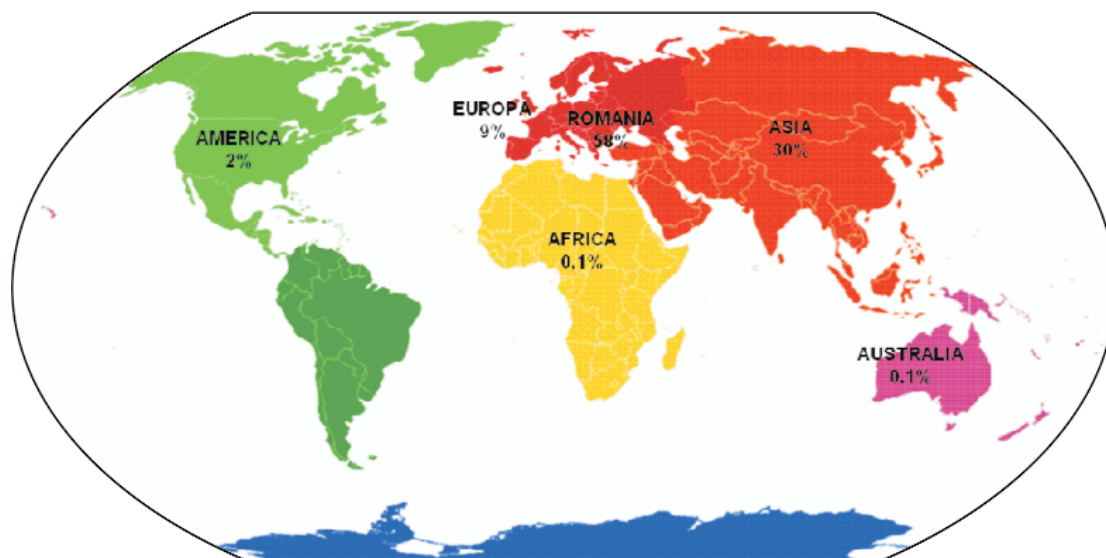 EUROPA
9%
ROMANIA
58%
AMERICA
2%
ASIA
30%
AFRICA
0.1%
AUSTRALIA
0.1%